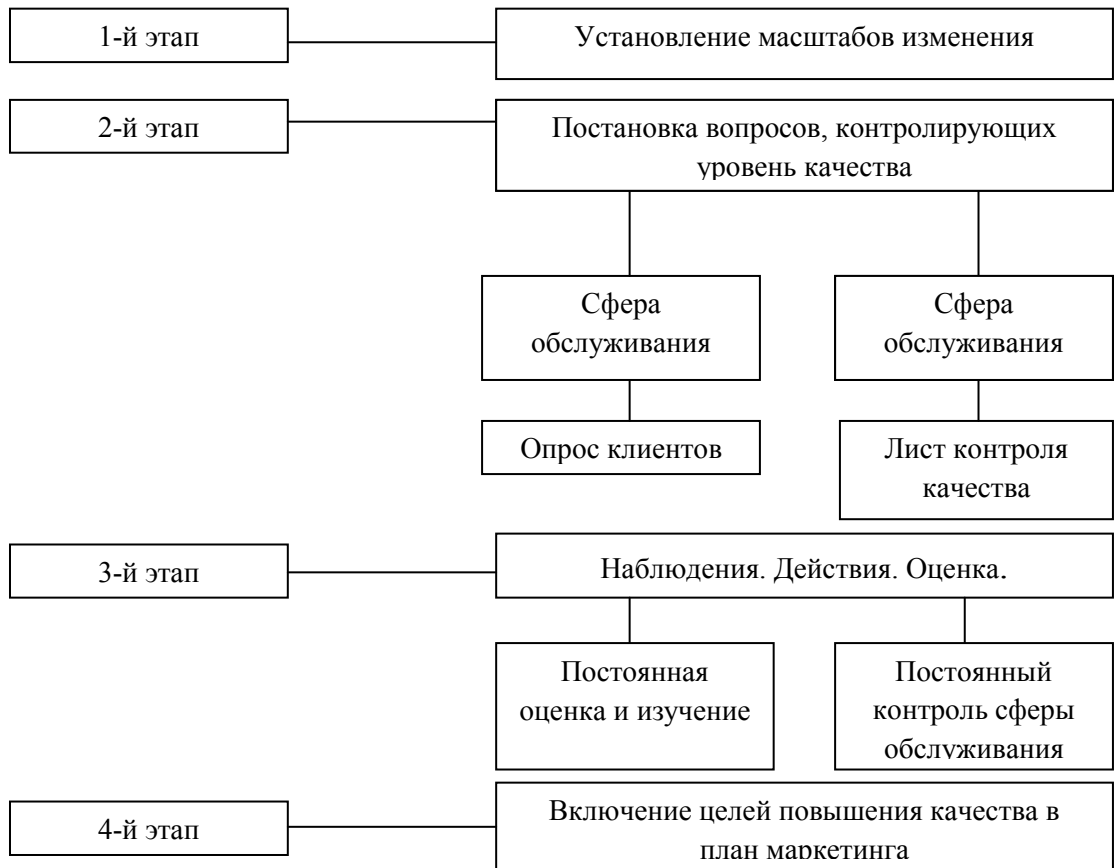 1-й этап
Установление масштабов изменения
2-й этап
Постановка вопросов, контролирующих
уровень качества
Сфера
обслуживания
Сфера
обслуживания
Опрос клиентов
Лист контроля
качества
3-й этап
Наблюдения. Действия. Оценка.
Постоянная
оценка и изучение
Постоянный
контроль сферы
обслуживания
4-й этап
Включение целей повышения качества в
план маркетинга